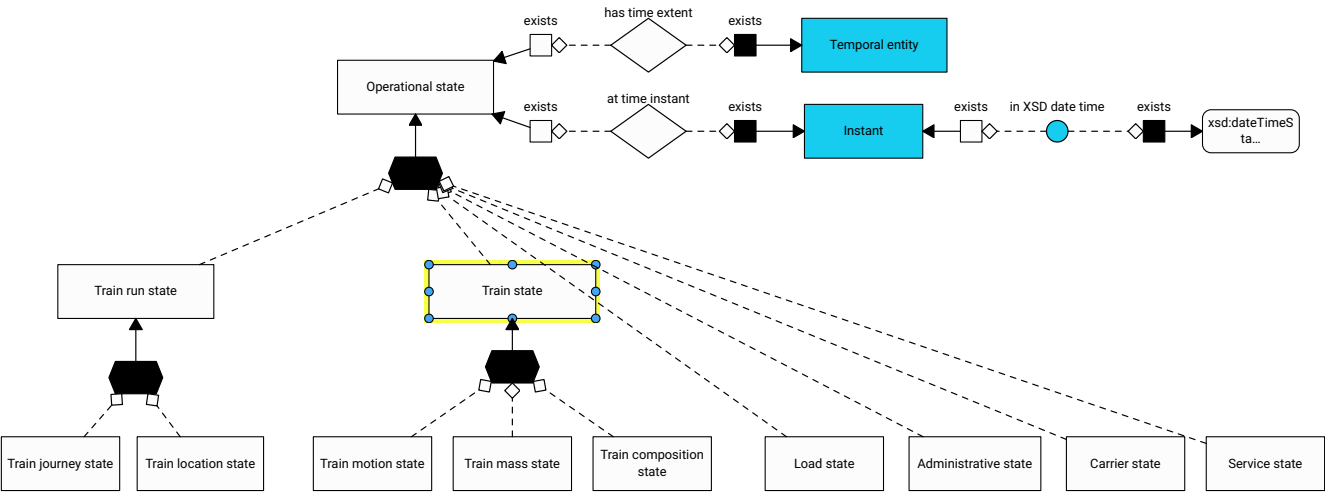 has time extent
exists
exists
Temporal entity
Operational state
at time instant
exists
exists
exists
in XSD date time
exists
Instant
xsd:dateTimeS
ta...
Train run state
Train state
Train journey state
Train location state
Train motion state
Train mass state
Train composition
state
Load state
Administrative state
Carrier state
Service state